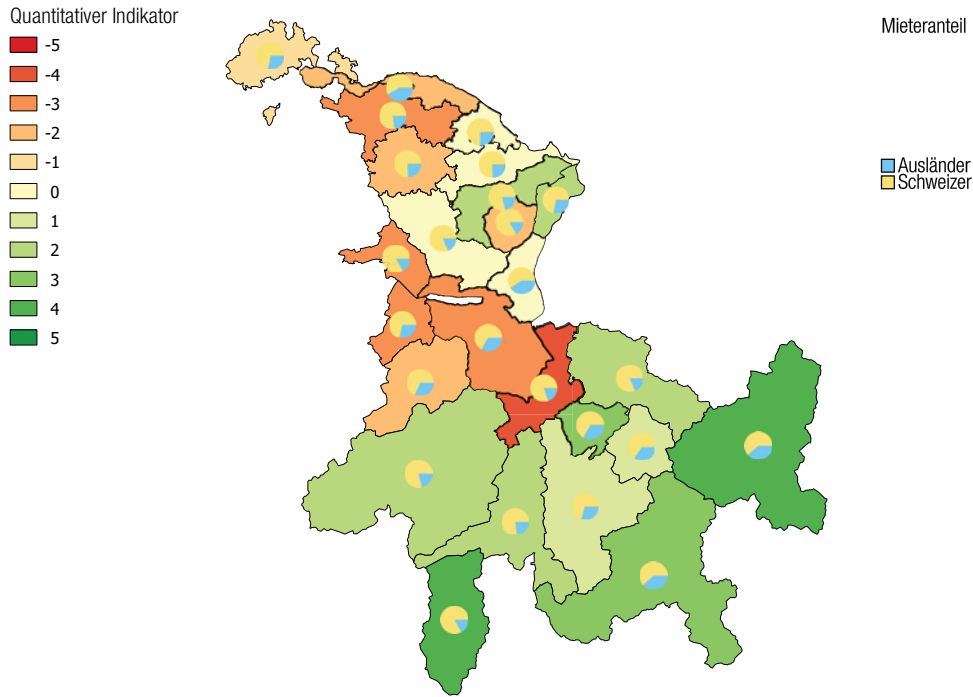 Quantitativer Indikator
-5
-4
-3
-2
-1
0
1
2
3
4
5
Mieteranteil
Ausländer
Schweizer